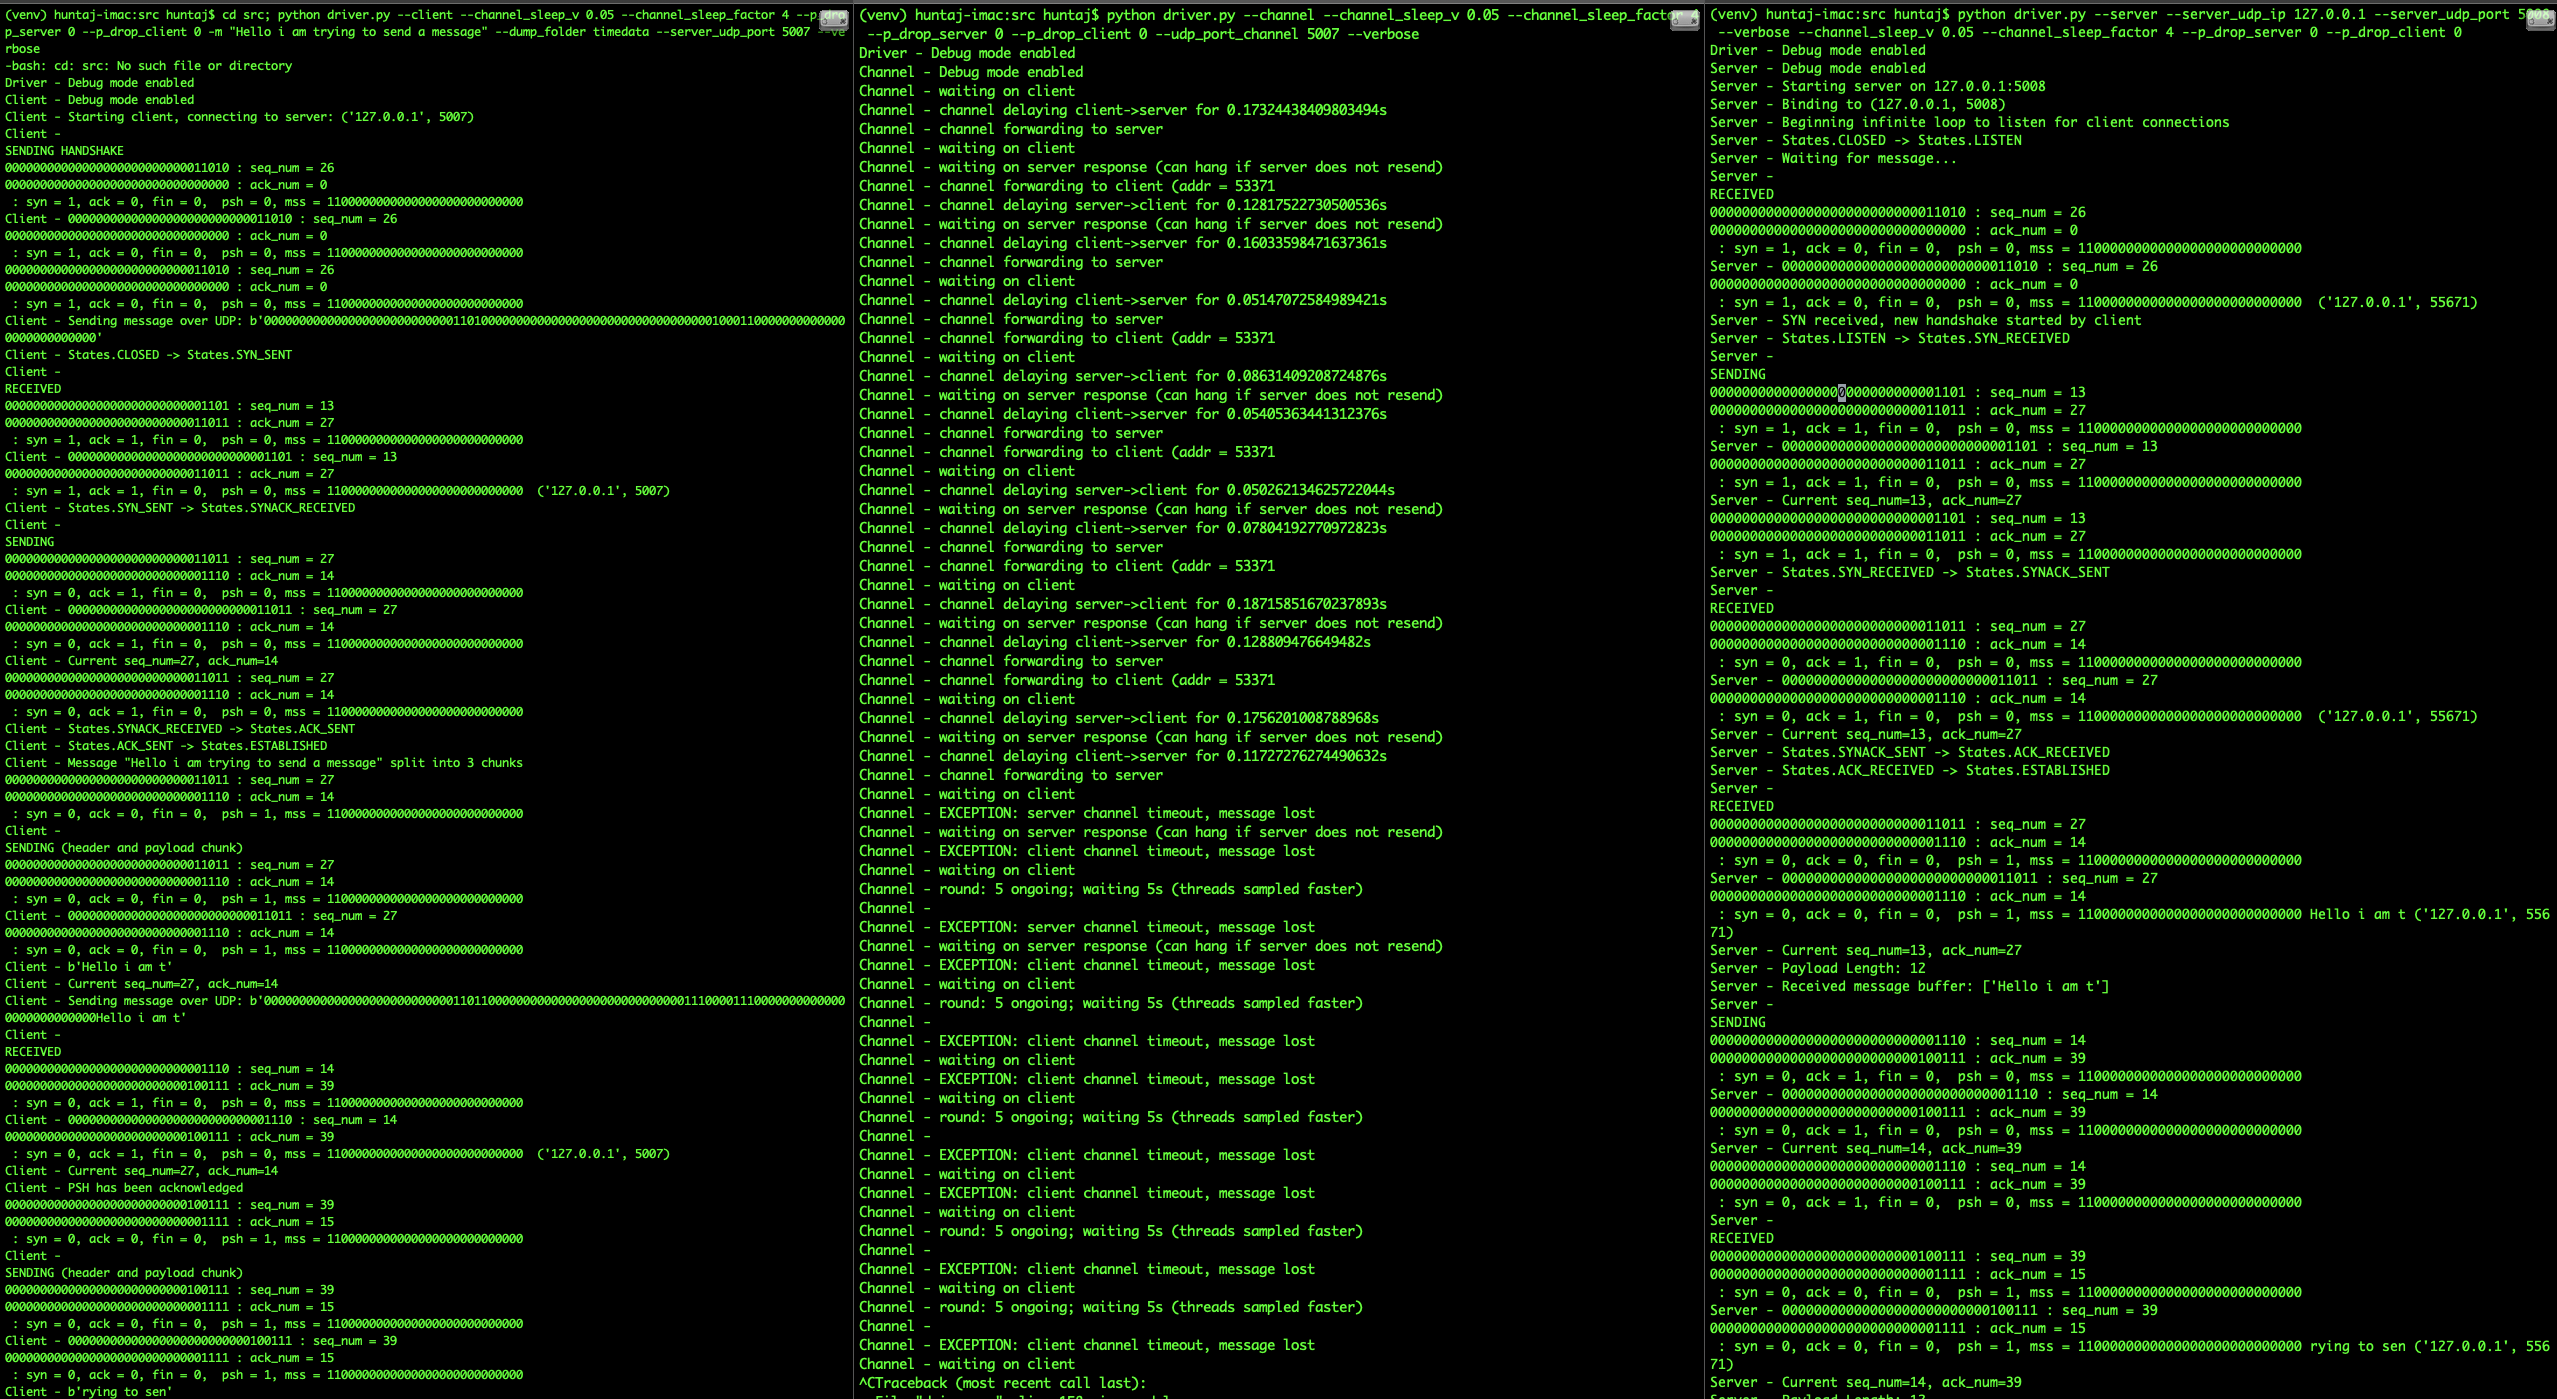 (venv) huntaj-imac:src huntaj$ cd src; python driver.py --client --channel_sleep_v 0.05 --channel_sleep_factor 4 --p_dro
p_server 0 --p_drop_client 0 -m "Hello i am trying to send a message" --dump_folder timedata --server_udp_port 5007 --ve
rbose
-bash: cd: src: No such file or directory
Driver - Debug mode enabled
Client - Debug mode enabled
Client - Starting client, connecting to server: ('127.0.0.1', 5007)
Client -
SENDING HANDSHAKE
00000000000000000000000000011010 : seq_num = 26
00000000000000000000000000000000 : ack_num = 0
 : syn = 1, ack = 0, fin = 0,  psh = 0, mss = 1100000000000000000000000000
Client - 00000000000000000000000000011010 : seq_num = 26
00000000000000000000000000000000 : ack_num = 0
 : syn = 1, ack = 0, fin = 0,  psh = 0, mss = 1100000000000000000000000000
00000000000000000000000000011010 : seq_num = 26
00000000000000000000000000000000 : ack_num = 0
 : syn = 1, ack = 0, fin = 0,  psh = 0, mss = 1100000000000000000000000000
Client - Sending message over UDP: b'00000000000000000000000000011010000000000000000000000000000000001000110000000000000
0000000000000'
Client - States.CLOSED -> States.SYN_SENT
Client -
RECEIVED
00000000000000000000000000001101 : seq_num = 13
00000000000000000000000000011011 : ack_num = 27
 : syn = 1, ack = 1, fin = 0,  psh = 0, mss = 1100000000000000000000000000
Client - 00000000000000000000000000001101 : seq_num = 13
00000000000000000000000000011011 : ack_num = 27
 : syn = 1, ack = 1, fin = 0,  psh = 0, mss = 1100000000000000000000000000  ('127.0.0.1', 5007)
Client - States.SYN_SENT -> States.SYNACK_RECEIVED
Client -
SENDING
00000000000000000000000000011011 : seq_num = 27
00000000000000000000000000001110 : ack_num = 14
 : syn = 0, ack = 1, fin = 0,  psh = 0, mss = 1100000000000000000000000000
Client - 00000000000000000000000000011011 : seq_num = 27
00000000000000000000000000001110 : ack_num = 14
 : syn = 0, ack = 1, fin = 0,  psh = 0, mss = 1100000000000000000000000000
Client - Current seq_num=27, ack_num=14
00000000000000000000000000011011 : seq_num = 27
00000000000000000000000000001110 : ack_num = 14
 : syn = 0, ack = 1, fin = 0,  psh = 0, mss = 1100000000000000000000000000
Client - States.SYNACK_RECEIVED -> States.ACK_SENT
Client - States.ACK_SENT -> States.ESTABLISHED
Client - Message "Hello i am trying to send a message" split into 3 chunks
00000000000000000000000000011011 : seq_num = 27
00000000000000000000000000001110 : ack_num = 14
 : syn = 0, ack = 0, fin = 0,  psh = 1, mss = 1100000000000000000000000000
Client -
SENDING (header and payload chunk)
00000000000000000000000000011011 : seq_num = 27
00000000000000000000000000001110 : ack_num = 14
 : syn = 0, ack = 0, fin = 0,  psh = 1, mss = 1100000000000000000000000000
Client - 00000000000000000000000000011011 : seq_num = 27
00000000000000000000000000001110 : ack_num = 14
 : syn = 0, ack = 0, fin = 0,  psh = 1, mss = 1100000000000000000000000000
Client - b'Hello i am t'
Client - Current seq_num=27, ack_num=14
Client - Sending message over UDP: b'00000000000000000000000000011011000000000000000000000000000011100001110000000000000
0000000000000Hello i am t'
Client -
RECEIVED
00000000000000000000000000001110 : seq_num = 14
00000000000000000000000000100111 : ack_num = 39
 : syn = 0, ack = 1, fin = 0,  psh = 0, mss = 1100000000000000000000000000
Client - 00000000000000000000000000001110 : seq_num = 14
00000000000000000000000000100111 : ack_num = 39
 : syn = 0, ack = 1, fin = 0,  psh = 0, mss = 1100000000000000000000000000  ('127.0.0.1', 5007)
Client - Current seq_num=27, ack_num=14
Client - PSH has been acknowledged
00000000000000000000000000100111 : seq_num = 39
00000000000000000000000000001111 : ack_num = 15
 : syn = 0, ack = 0, fin = 0,  psh = 1, mss = 1100000000000000000000000000
Client -
SENDING (header and payload chunk)
00000000000000000000000000100111 : seq_num = 39
00000000000000000000000000001111 : ack_num = 15
 : syn = 0, ack = 0, fin = 0,  psh = 1, mss = 1100000000000000000000000000
Client - 00000000000000000000000000100111 : seq_num = 39
00000000000000000000000000001111 : ack_num = 15
 : syn = 0, ack = 0, fin = 0,  psh = 1, mss = 1100000000000000000000000000
Client - b'rying to sen'
(venv) huntaj-imac:src huntaj$ python driver.py --channel --channel_sleep_v 0.05 --channel_sleep_factor 4
 --p_drop_server 0 --p_drop_client 0 --udp_port_channel 5007 --verbose
Driver - Debug mode enabled
Channel - Debug mode enabled
Channel - waiting on client
Channel - channel delaying client->server for 0.17324438409803494s
Channel - channel forwarding to server
Channel - waiting on client
Channel - waiting on server response (can hang if server does not resend)
Channel - channel forwarding to client (addr = 53371
Channel - channel delaying server->client for 0.12817522730500536s
Channel - waiting on server response (can hang if server does not resend)
Channel - channel delaying client->server for 0.16033598471637361s
Channel - channel forwarding to server
Channel - waiting on client
Channel - channel delaying client->server for 0.05147072584989421s
Channel - channel forwarding to server
Channel - channel forwarding to client (addr = 53371
Channel - waiting on client
Channel - channel delaying server->client for 0.08631409208724876s
Channel - waiting on server response (can hang if server does not resend)
Channel - channel delaying client->server for 0.05405363441312376s
Channel - channel forwarding to server
Channel - channel forwarding to client (addr = 53371
Channel - waiting on client
Channel - channel delaying server->client for 0.050262134625722044s
Channel - waiting on server response (can hang if server does not resend)
Channel - channel delaying client->server for 0.07804192770972823s
Channel - channel forwarding to server
Channel - channel forwarding to client (addr = 53371
Channel - waiting on client
Channel - channel delaying server->client for 0.18715851670237893s
Channel - waiting on server response (can hang if server does not resend)
Channel - channel delaying client->server for 0.128809476649482s
Channel - channel forwarding to server
Channel - channel forwarding to client (addr = 53371
Channel - waiting on client
Channel - channel delaying server->client for 0.1756201008788968s
Channel - waiting on server response (can hang if server does not resend)
Channel - channel delaying client->server for 0.11727276274490632s
Channel - channel forwarding to server
Channel - waiting on client
Channel - EXCEPTION: server channel timeout, message lost
Channel - waiting on server response (can hang if server does not resend)
Channel - EXCEPTION: client channel timeout, message lost
Channel - waiting on client
Channel - round: 5 ongoing; waiting 5s (threads sampled faster)
Channel -
Channel - EXCEPTION: server channel timeout, message lost
Channel - waiting on server response (can hang if server does not resend)
Channel - EXCEPTION: client channel timeout, message lost
Channel - waiting on client
Channel - round: 5 ongoing; waiting 5s (threads sampled faster)
Channel -
Channel - EXCEPTION: client channel timeout, message lost
Channel - waiting on client
Channel - EXCEPTION: client channel timeout, message lost
Channel - waiting on client
Channel - round: 5 ongoing; waiting 5s (threads sampled faster)
Channel -
Channel - EXCEPTION: client channel timeout, message lost
Channel - waiting on client
Channel - EXCEPTION: client channel timeout, message lost
Channel - waiting on client
Channel - round: 5 ongoing; waiting 5s (threads sampled faster)
Channel -
Channel - EXCEPTION: client channel timeout, message lost
Channel - waiting on client
Channel - round: 5 ongoing; waiting 5s (threads sampled faster)
Channel -
Channel - EXCEPTION: client channel timeout, message lost
Channel - waiting on client
^CTraceback (most recent call last):
(venv) huntaj-imac:src huntaj$ python driver.py --server --server_udp_ip 127.0.0.1 --server_udp_port 5008
 --verbose --channel_sleep_v 0.05 --channel_sleep_factor 4 --p_drop_server 0 --p_drop_client 0
Driver - Debug mode enabled
Server - Debug mode enabled
Server - Starting server on 127.0.0.1:5008
Server - Binding to (127.0.0.1, 5008)
Server - Beginning infinite loop to listen for client connections
Server - States.CLOSED -> States.LISTEN
Server - Waiting for message...
Server -
RECEIVED
00000000000000000000000000011010 : seq_num = 26
00000000000000000000000000000000 : ack_num = 0
 : syn = 1, ack = 0, fin = 0,  psh = 0, mss = 1100000000000000000000000000
Server - 00000000000000000000000000011010 : seq_num = 26
00000000000000000000000000000000 : ack_num = 0
 : syn = 1, ack = 0, fin = 0,  psh = 0, mss = 1100000000000000000000000000  ('127.0.0.1', 55671)
Server - SYN received, new handshake started by client
Server - States.LISTEN -> States.SYN_RECEIVED
Server -
SENDING
00000000000000000000000000001101 : seq_num = 13
00000000000000000000000000011011 : ack_num = 27
 : syn = 1, ack = 1, fin = 0,  psh = 0, mss = 1100000000000000000000000000
Server - 00000000000000000000000000001101 : seq_num = 13
00000000000000000000000000011011 : ack_num = 27
 : syn = 1, ack = 1, fin = 0,  psh = 0, mss = 1100000000000000000000000000
Server - Current seq_num=13, ack_num=27
00000000000000000000000000001101 : seq_num = 13
00000000000000000000000000011011 : ack_num = 27
 : syn = 1, ack = 1, fin = 0,  psh = 0, mss = 1100000000000000000000000000
Server - States.SYN_RECEIVED -> States.SYNACK_SENT
Server -
RECEIVED
00000000000000000000000000011011 : seq_num = 27
00000000000000000000000000001110 : ack_num = 14
 : syn = 0, ack = 1, fin = 0,  psh = 0, mss = 1100000000000000000000000000
Server - 00000000000000000000000000011011 : seq_num = 27
00000000000000000000000000001110 : ack_num = 14
 : syn = 0, ack = 1, fin = 0,  psh = 0, mss = 1100000000000000000000000000  ('127.0.0.1', 55671)
Server - Current seq_num=13, ack_num=27
Server - States.SYNACK_SENT -> States.ACK_RECEIVED
Server - States.ACK_RECEIVED -> States.ESTABLISHED
Server -
RECEIVED
00000000000000000000000000011011 : seq_num = 27
00000000000000000000000000001110 : ack_num = 14
 : syn = 0, ack = 0, fin = 0,  psh = 1, mss = 1100000000000000000000000000
Server - 00000000000000000000000000011011 : seq_num = 27
00000000000000000000000000001110 : ack_num = 14
 : syn = 0, ack = 0, fin = 0,  psh = 1, mss = 1100000000000000000000000000 Hello i am t ('127.0.0.1', 556
71)
Server - Current seq_num=13, ack_num=27
Server - Payload Length: 12
Server - Received message buffer: ['Hello i am t']
Server -
SENDING
00000000000000000000000000001110 : seq_num = 14
00000000000000000000000000100111 : ack_num = 39
 : syn = 0, ack = 1, fin = 0,  psh = 0, mss = 1100000000000000000000000000
Server - 00000000000000000000000000001110 : seq_num = 14
00000000000000000000000000100111 : ack_num = 39
 : syn = 0, ack = 1, fin = 0,  psh = 0, mss = 1100000000000000000000000000
Server - Current seq_num=14, ack_num=39
00000000000000000000000000001110 : seq_num = 14
00000000000000000000000000100111 : ack_num = 39
 : syn = 0, ack = 1, fin = 0,  psh = 0, mss = 1100000000000000000000000000
Server -
RECEIVED
00000000000000000000000000100111 : seq_num = 39
00000000000000000000000000001111 : ack_num = 15
 : syn = 0, ack = 0, fin = 0,  psh = 1, mss = 1100000000000000000000000000
Server - 00000000000000000000000000100111 : seq_num = 39
00000000000000000000000000001111 : ack_num = 15
 : syn = 0, ack = 0, fin = 0,  psh = 1, mss = 1100000000000000000000000000 rying to sen ('127.0.0.1', 556
71)
Server - Current seq_num=14, ack_num=39